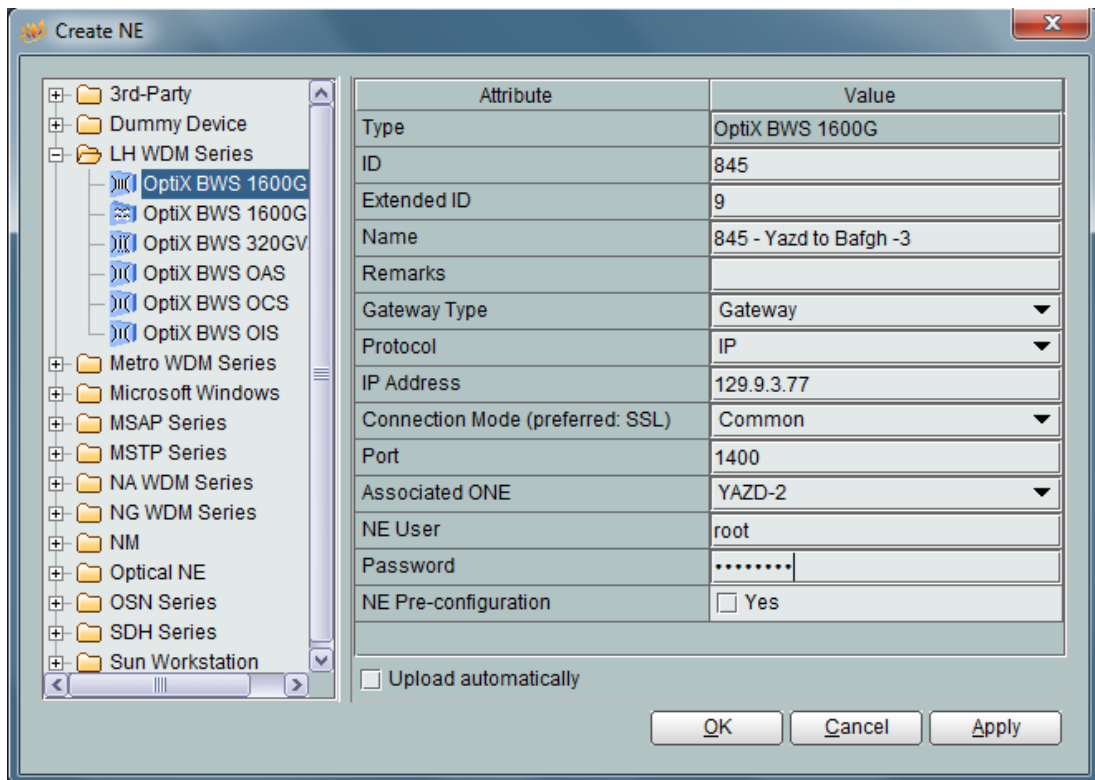 Create NE
3rd-Party
Dummy Device
LH WDM Series
OptiX BWS 1600G
OptiX BWS 1600G
OptiX BWS 320GV
OptiX BWS OAS
OptiX BWS OCS
OptiX BWS OIS
Metro WDM Series
Microsoft Windows
MSAP Series
MSTP Series
NA WDM Series
NG WDM Series
NM
Optical NE
OSN Series
SDH Series
Sun Workstation
Attribute Value
Type OptiX BWS 1600G
ID 845
Extended ID 9
Name 845 - Yazd to Bafgh -3
Remarks
Gateway Type Gateway
Protocol IP
IP Address 129.9.3.77
Connection Mode (preferred: SSL) Common
Port 1400
Associated ONE YAZD-2
NE User root
Password ••••••••
NE Pre-configuration Yes
Upload automatically
OK Cancel Apply